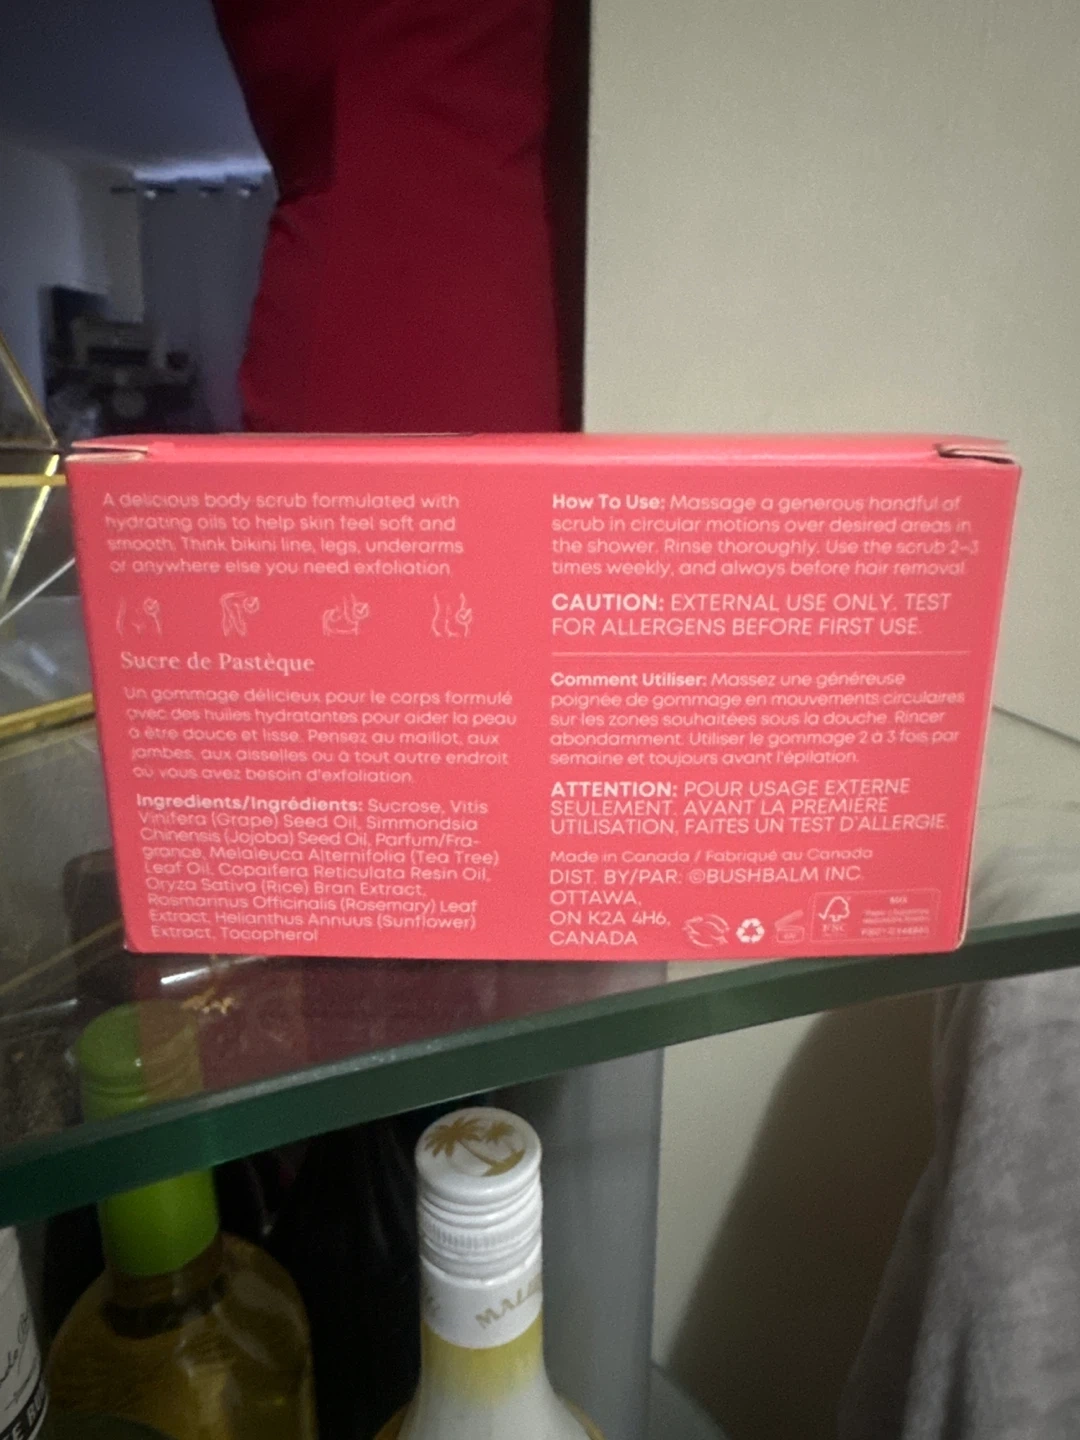 A delicious body scrub formulated with
hydrating oils to help skin feel soft and
smooth. Think bikini line, legs, underarms
or anywhere else you need exfoliation.
Sucre de Pastèque
Un gommage délicieux pour le corps formulé
avec des huiles hydratantes pour aider la peau
à être douce et lisse. Pensez au maillot, aux
jambes, aux aisselles ou à tout autre endroit
où vous avez besoin d'exfoliation.
Ingredients/Ingrédients: Sucrose, Vitis
Vinifera (Grape) Seed Oil, Simmondsia
Chinensis (Jojoba) Seed Oil, Parfum/Fra-
grance, Melaleuca Alternifolia (Tea Tree)
Leaf Oil, Copaifera Reticulata Resin Oil,
Oryza Sativa (Rice) Bran Extract,
Rosmarinus Officinalis (Rosemary) Leaf
Extract, Helianthus Annuus (Sunflower)
Extract, Tocopherol
How To Use: Massage a generous handful of
scrub in circular motions over desired areas in
the shower. Rinse thoroughly. Use the scrub 2-3
times weekly, and always before hair removal.
CAUTION: EXTERNAL USE ONLY. TEST
FOR ALLERGENS BEFORE FIRST USE.
Comment Utiliser: Massez une généreuse
poignée de gommage en mouvements circulaires
sur les zones souhaitées sous la douche. Rincer
abondamment. Utiliser le gommage 2 à 3 fois par
semaine et toujours avant l'épilation.
ATTENTION: POUR USAGE EXTERNE
SEULEMENT. AVANT LA PREMIÈRE
UTILISATION, FAITES UN TEST D'ALLERGIE.
Made in Canada / Fabriqué au Canada
DIST. BY/PAR: ©BUSHBALM INC.
OTTAWA,
ON K2A 4H6,
CANADA
FSC
MIX